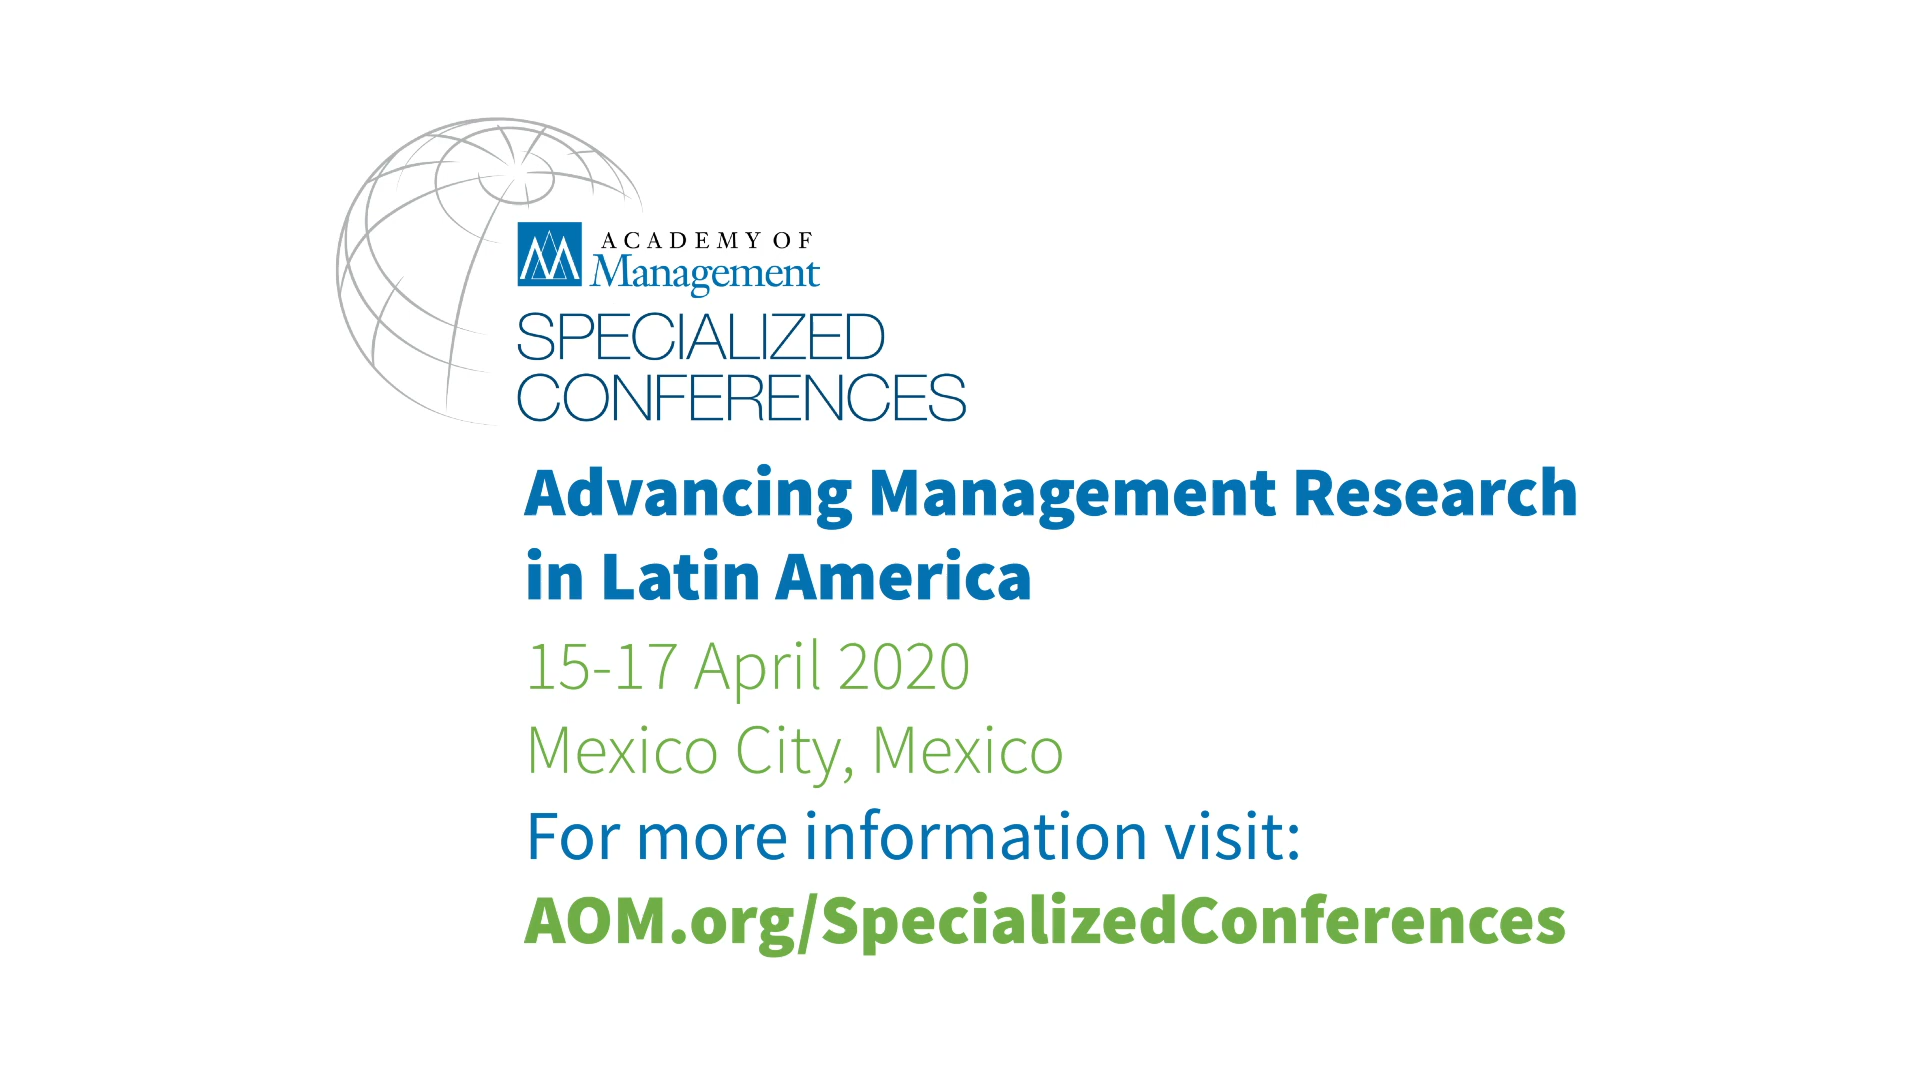 ACADEMY OF
Management
SPECIALIZED
CONFERENCES
Advancing Management Research
in Latin America
15-17 April 2020
Mexico City, Mexico
For more information visit:
AOM.org/SpecializedConferences